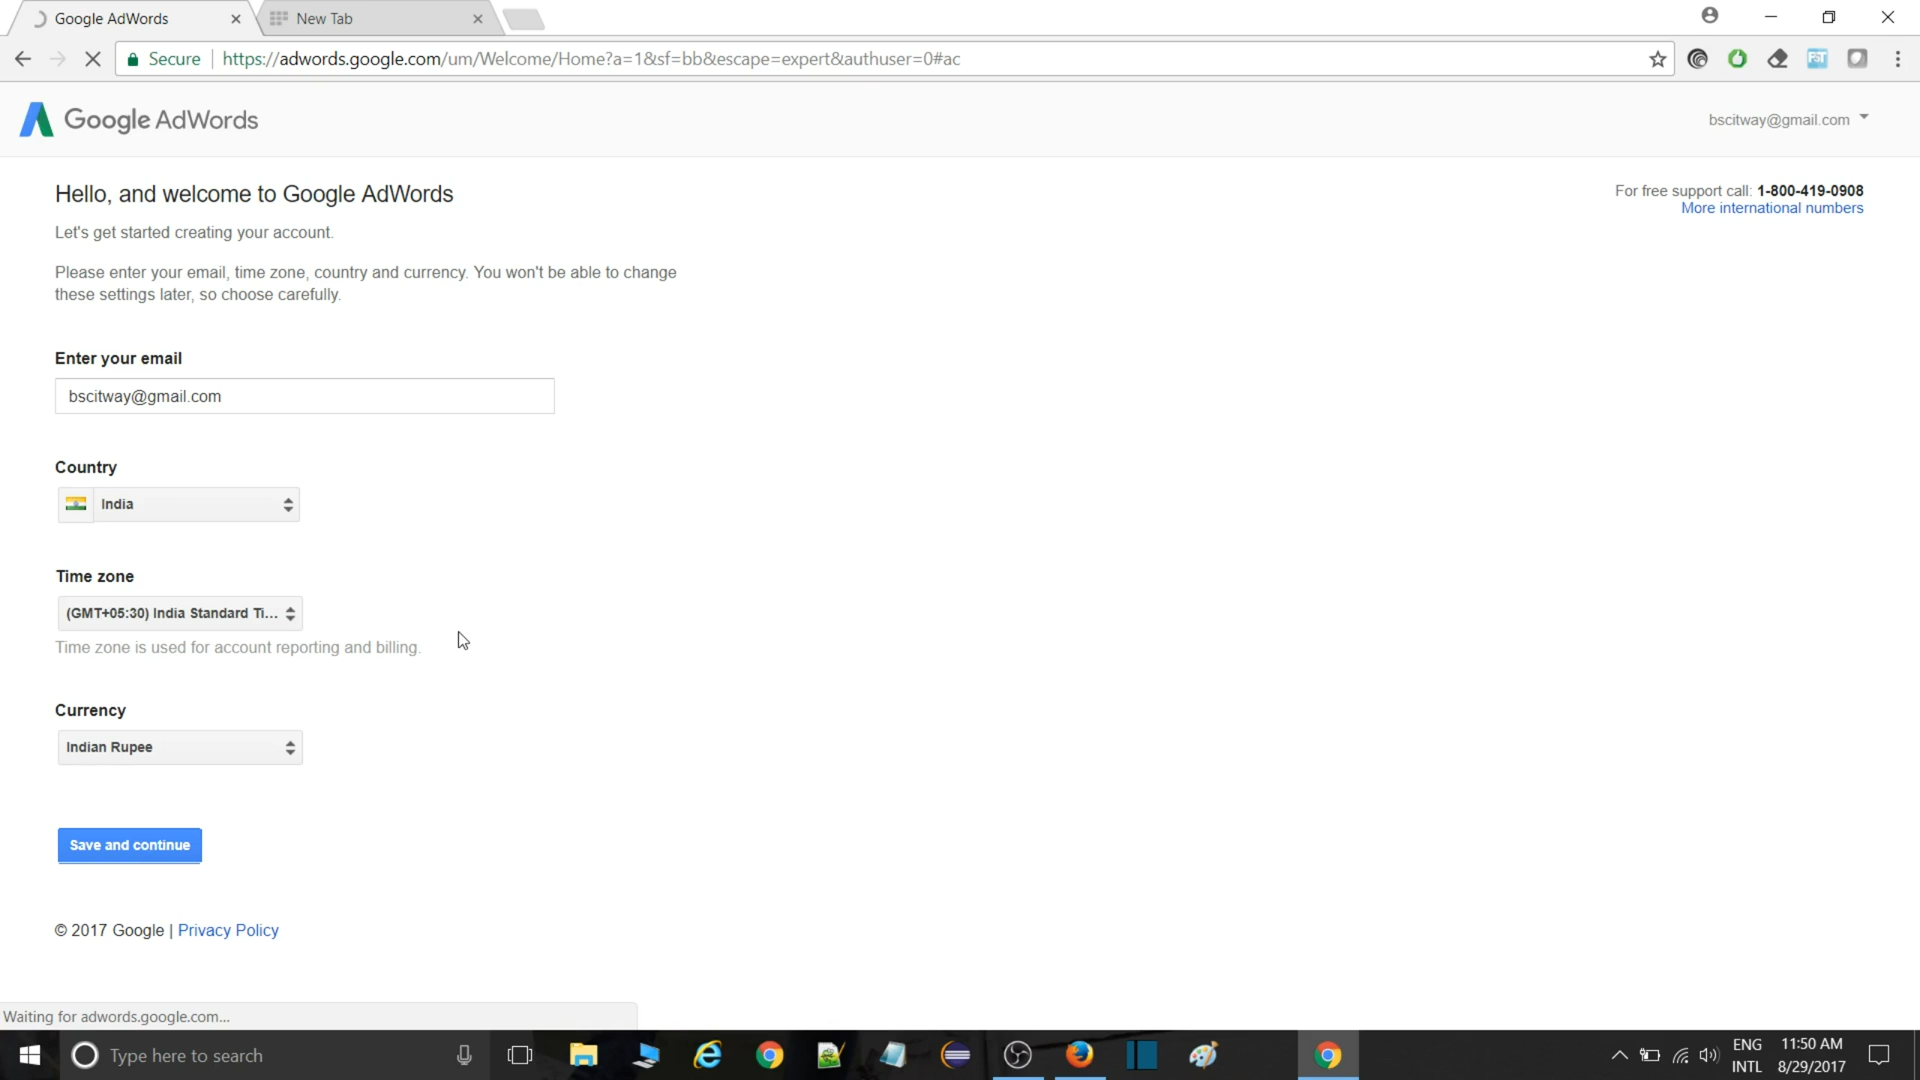 Google AdWords
New Tab
Secure
https://adwords.google.com/um/Welcome/Home?a=1&sf=bb&escape=expert&authuser=0#ac
FST
Google AdWords
bscitway@gmail.com
Hello, and welcome to Google AdWords
For free support call: 1-800-419-0908
More international numbers
Let's get started creating your account.
Please enter your email, time zone, country and currency. You won't be able to change
these settings later, so choose carefully.
Enter your email
bscitway@gmail.com
Country
India
Time zone
(GMT+05:30) India Standard Ti...
Time zone is used for account reporting and billing.
Currency
Indian Rupee
Save and continue
© 2017 Google | Privacy Policy
Waiting for adwords.google.com...
Type here to search
ENG
INTL
11:50 AM
8/29/2017